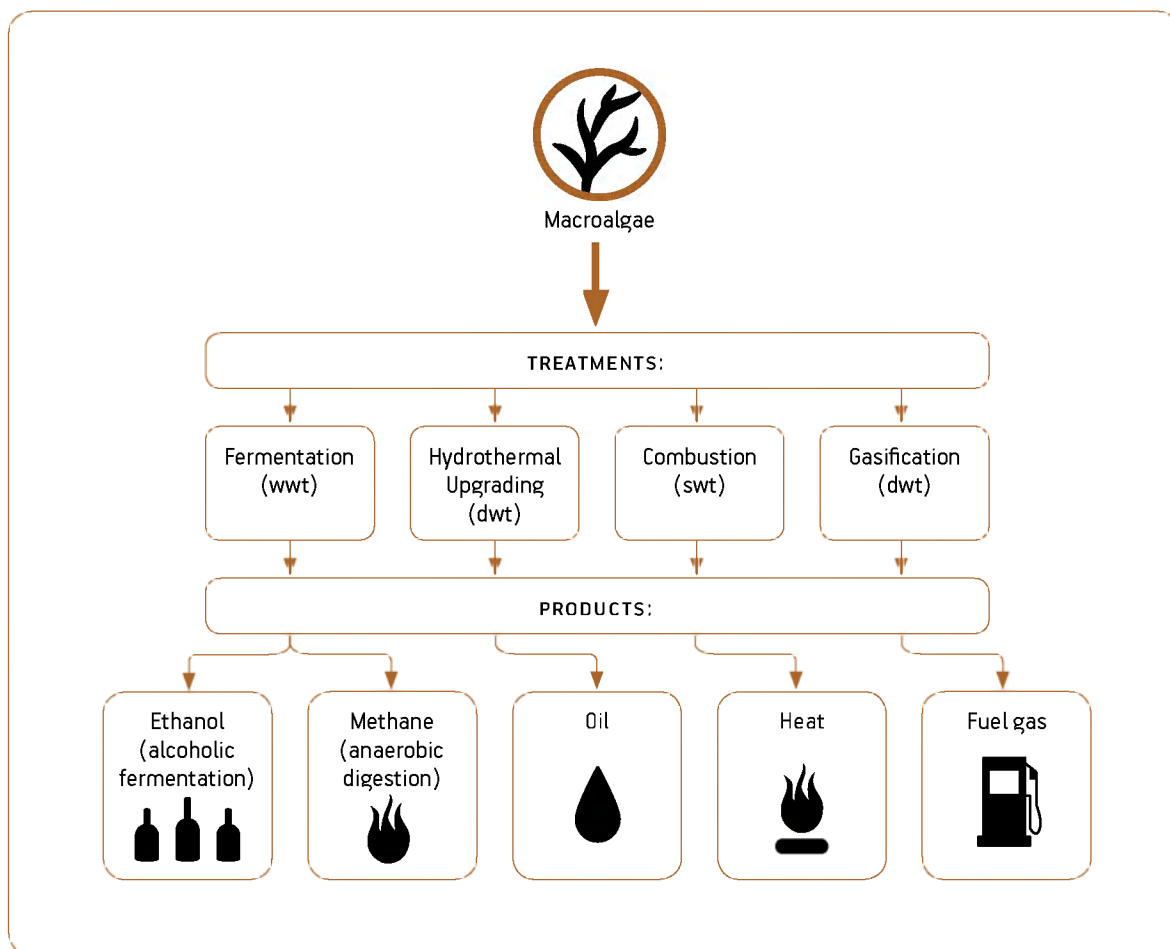 Macroalgae
TREATMENTS:
Fermentation
(wwt)
Hydrothermal
Upgrading
(dwt)
Combustion
(swt)
Gasification
(dwt)
PRODUCTS:
Ethanol
(alcoholic
fermentation)
Methane
(anaerobic
digestion)
Oil
Heat
Fuel gas